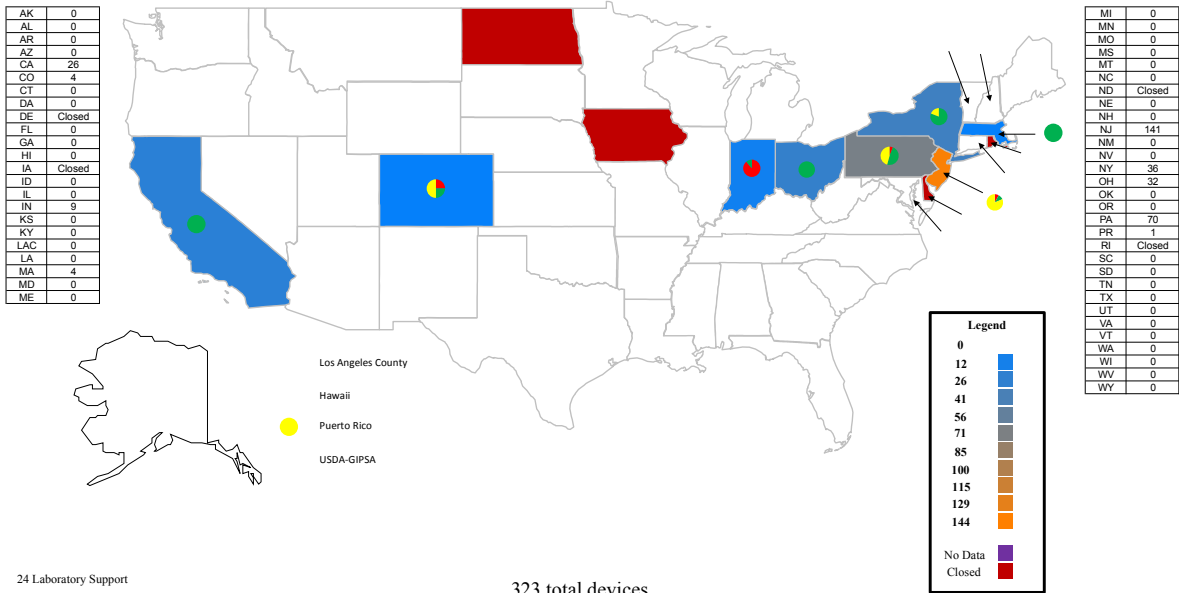 AK 0
AL 0
AR 0
AZ 0
CA 26
CO 4
CT 0
DA 0
DE Closed
FL 0
GA 0
HI 0
IA Closed
ID 0
IL 0
IN 9
KS 0
KY 0
LAC 0
LA 0
MA 4
MD 0
ME 0
MI 0
MN 0
MO 0
MS 0
MT 0
NC 0
ND Closed
NE 0
NH 0
NJ 141
NM 0
NV 0
NY 36
OH 32
OK 0
OR 0
PA 70
PR 1
RI Closed
SC 0
SD 0
TN 0
TX 0
UT 0
VA 0
VT 0
WA 0
WI 0
WV 0
WY 0
Los Angeles County
Hawaii
Puerto Rico
USDA-GIPSA
Legend
0
12
26
41
56
71
85
100
115
129
144
No Data
Closed
24 Laboratory Support
323 total devices